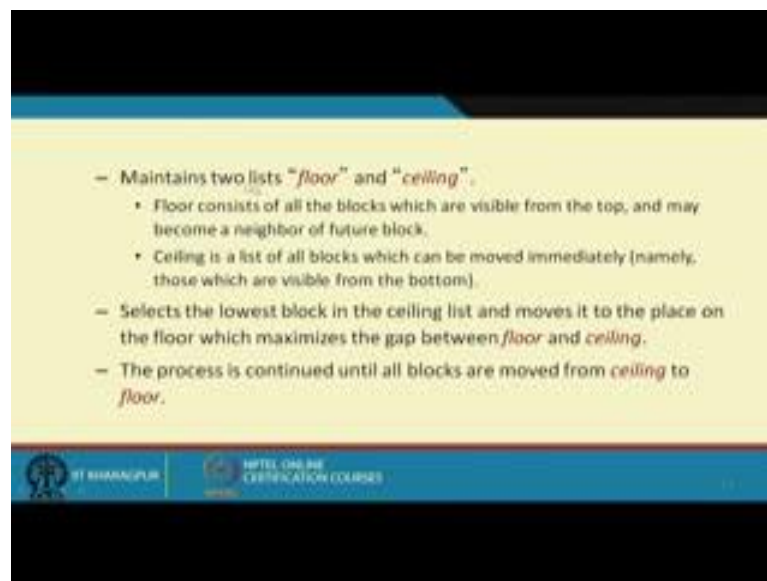 – Maintains two lists “floor” and “ceiling”.
• Floor consists of all the blocks which are visible from the top, and may
become a neighbor of future block.
• Ceiling is a list of all blocks which can be moved immediately (namely,
those which are visible from the bottom).
– Selects the lowest block in the ceiling list and moves it to the place on
the floor which maximizes the gap between floor and ceiling.
– The process is continued until all blocks are moved from ceiling to
floor.
IIT KHARAGPUR
NPTEL ONLINE
CERTIFICATION COURSES